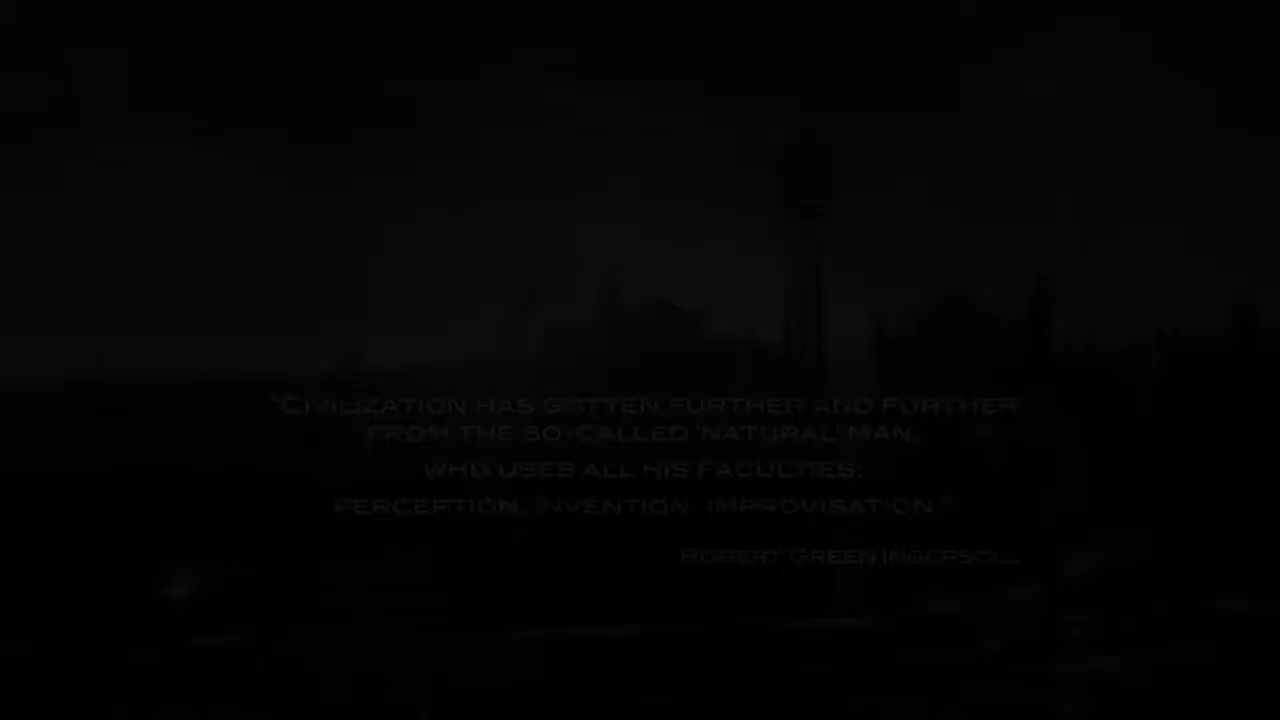 "Civilization has gotten further and further
from the so-called 'natural' man,
who uses all his faculties:
perception, invention, improvisation."
Robert Green Ingersoll